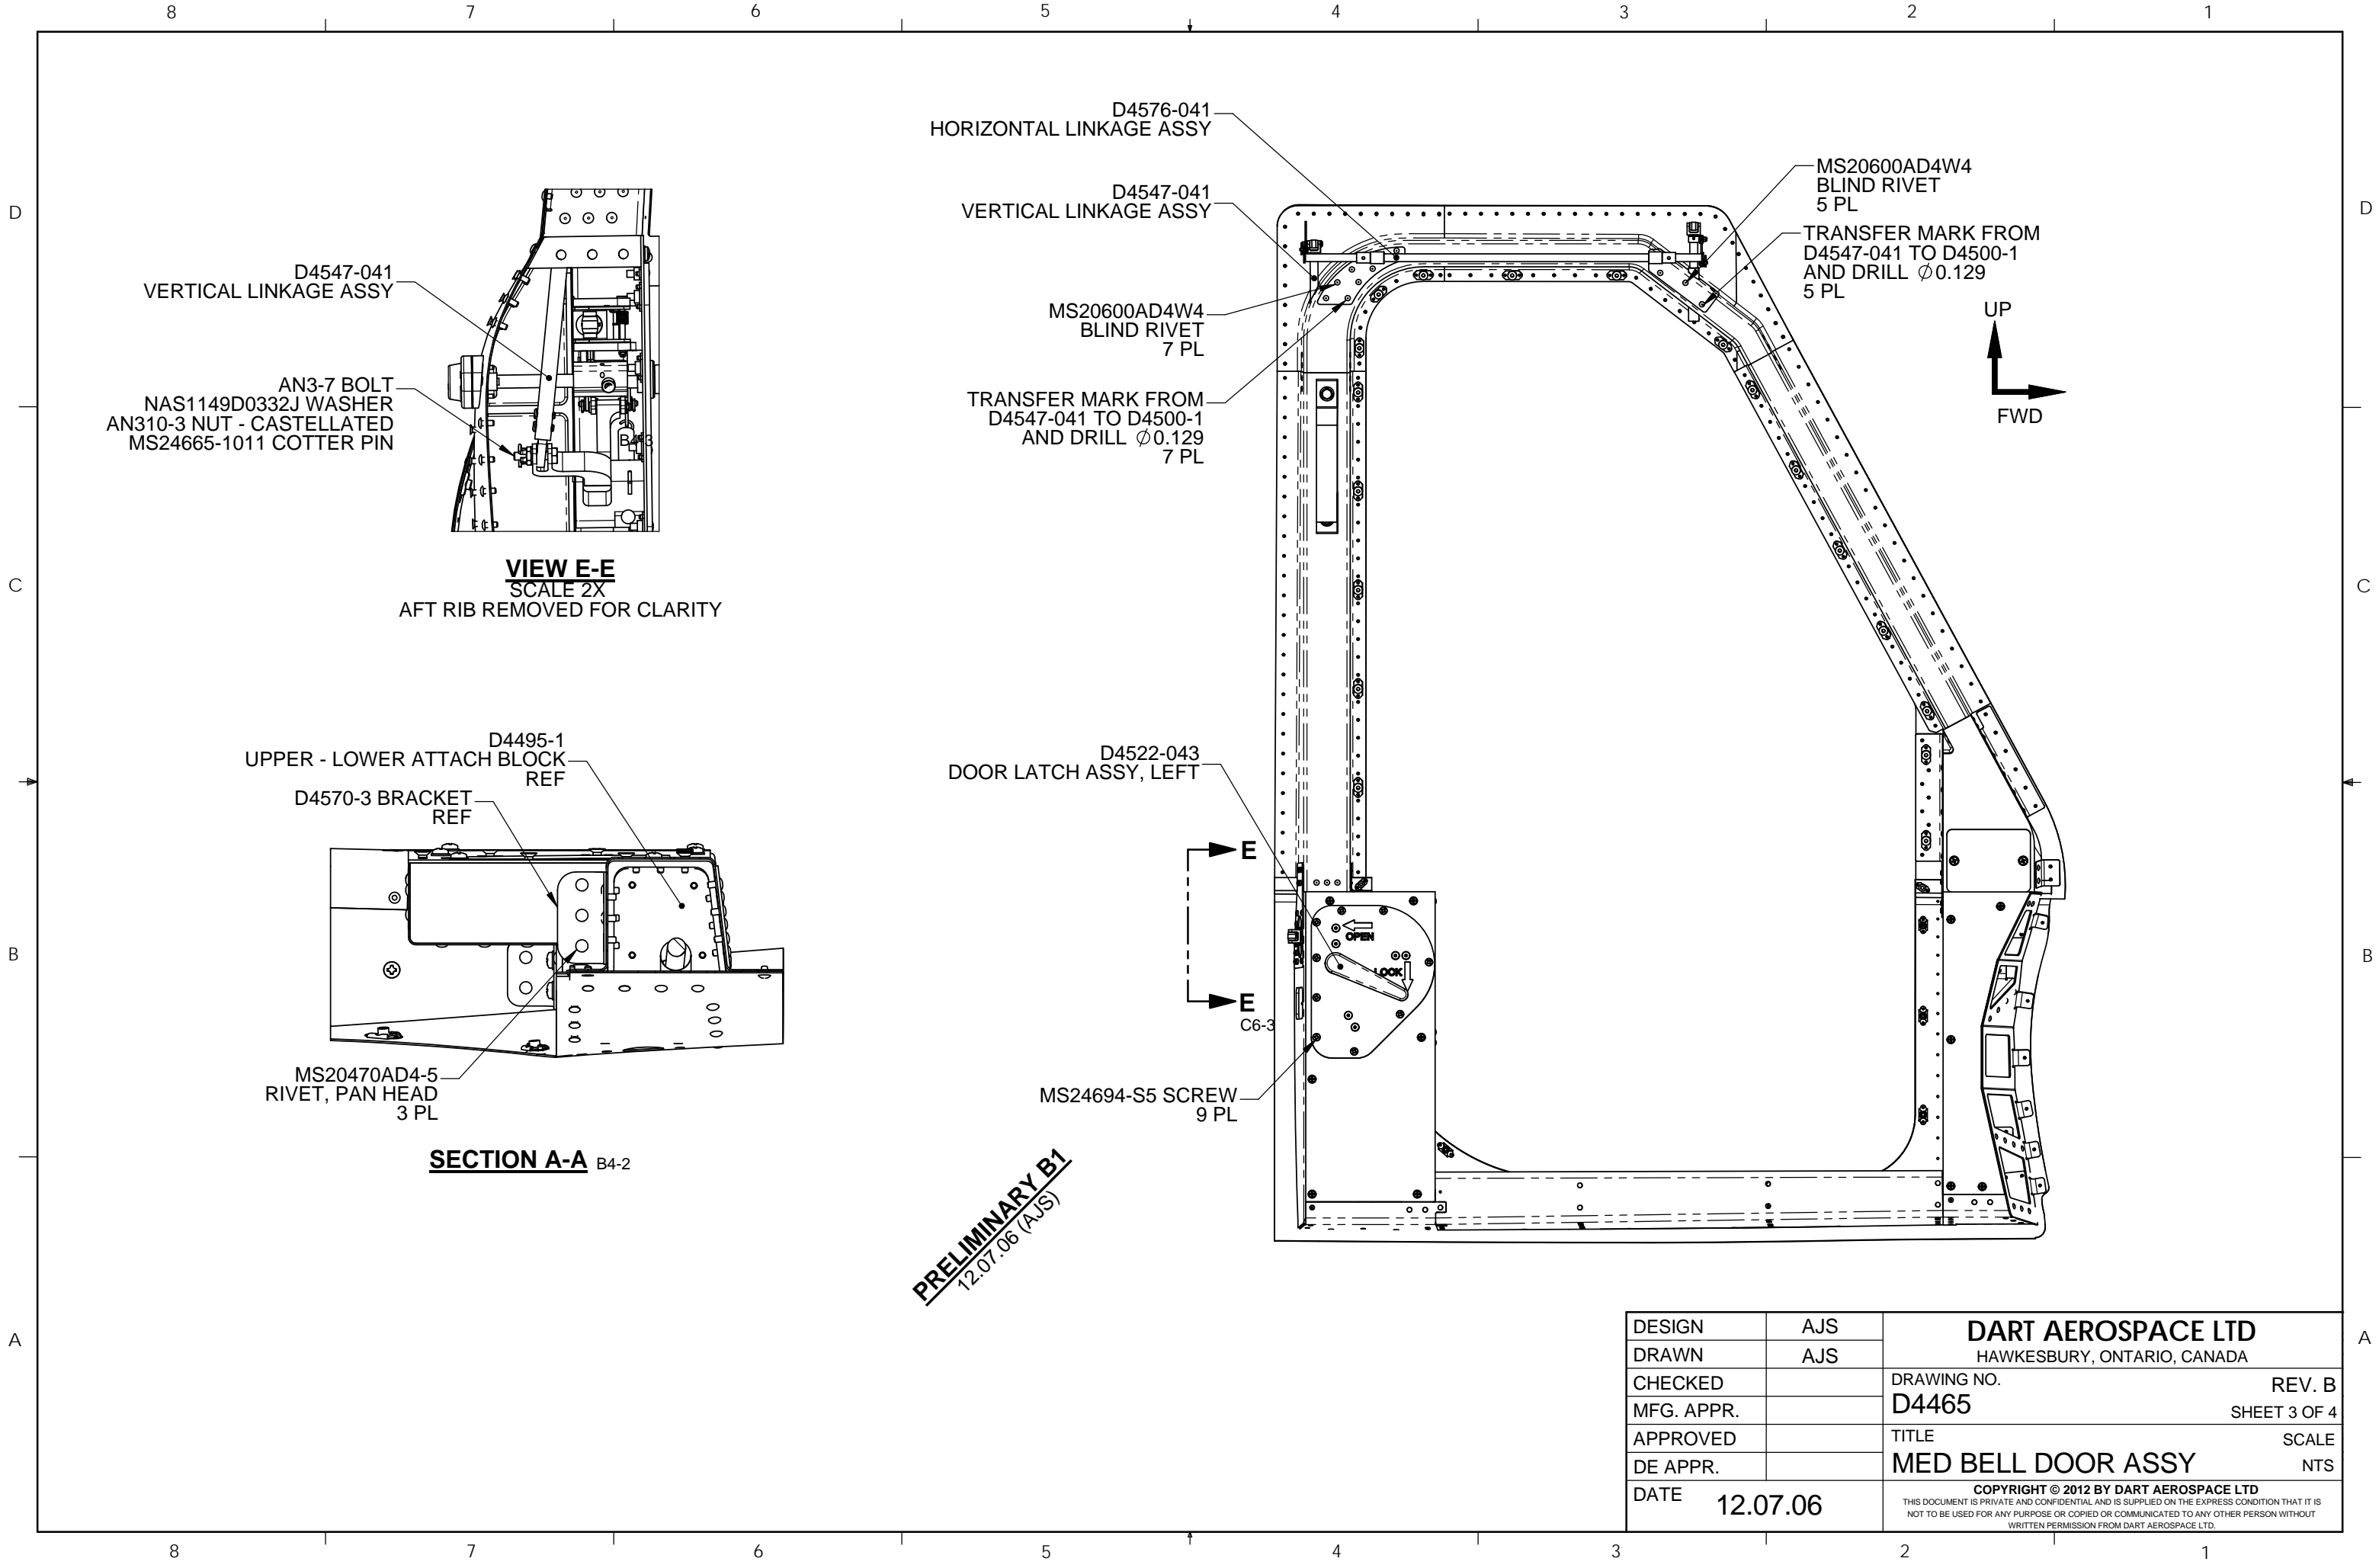 8 7 6 5 4 3 2 1
D
D
C
C
B
B
A
A
D4547-041
VERTICAL LINKAGE ASSY
AN3-7 BOLT
NAS1149D0332J WASHER
AN310-3 NUT - CASTELLATED
MS24665-1011 COTTER PIN
VIEW E-E
SCALE 2X
AFT RIB REMOVED FOR CLARITY
D4495-1
UPPER - LOWER ATTACH BLOCK
REF
D4570-3 BRACKET
REF
MS20470AD4-5
RIVET, PAN HEAD
3 PL
SECTION A-A B4-2
D4576-041
HORIZONTAL LINKAGE ASSY
D4547-041
VERTICAL LINKAGE ASSY
MS20600AD4W4
BLIND RIVET
7 PL
TRANSFER MARK FROM
D4547-041 TO D4500-1
AND DRILL ∅0.129
7 PL
MS20600AD4W4
BLIND RIVET
5 PL
TRANSFER MARK FROM
D4547-041 TO D4500-1
AND DRILL ∅0.129
5 PL
UP
FWD
D4522-043
DOOR LATCH ASSY, LEFT
E
E
C6-3
OPEN
LOCK
MS24694-S5 SCREW
9 PL
PRELIMINARY B1
12.07.06 (AJS)
DESIGN AJS
DRAWN AJS
CHECKED
MFG. APPR.
APPROVED
DE APPR.
DATE 12.07.06
DART AEROSPACE LTD
HAWKESBURY, ONTARIO, CANADA
DRAWING NO. REV. B
D4465 SHEET 3 OF 4
TITLE SCALE
MED BELL DOOR ASSY NTS
COPYRIGHT © 2012 BY DART AEROSPACE LTD
THIS DOCUMENT IS PRIVATE AND CONFIDENTIAL AND IS SUPPLIED ON THE EXPRESS CONDITION THAT IT IS
NOT TO BE USED FOR ANY PURPOSE OR COPIED OR COMMUNICATED TO ANY OTHER PERSON WITHOUT
WRITTEN PERMISSION FROM DART AEROSPACE LTD.
8 7 6 5 4 3 2 1